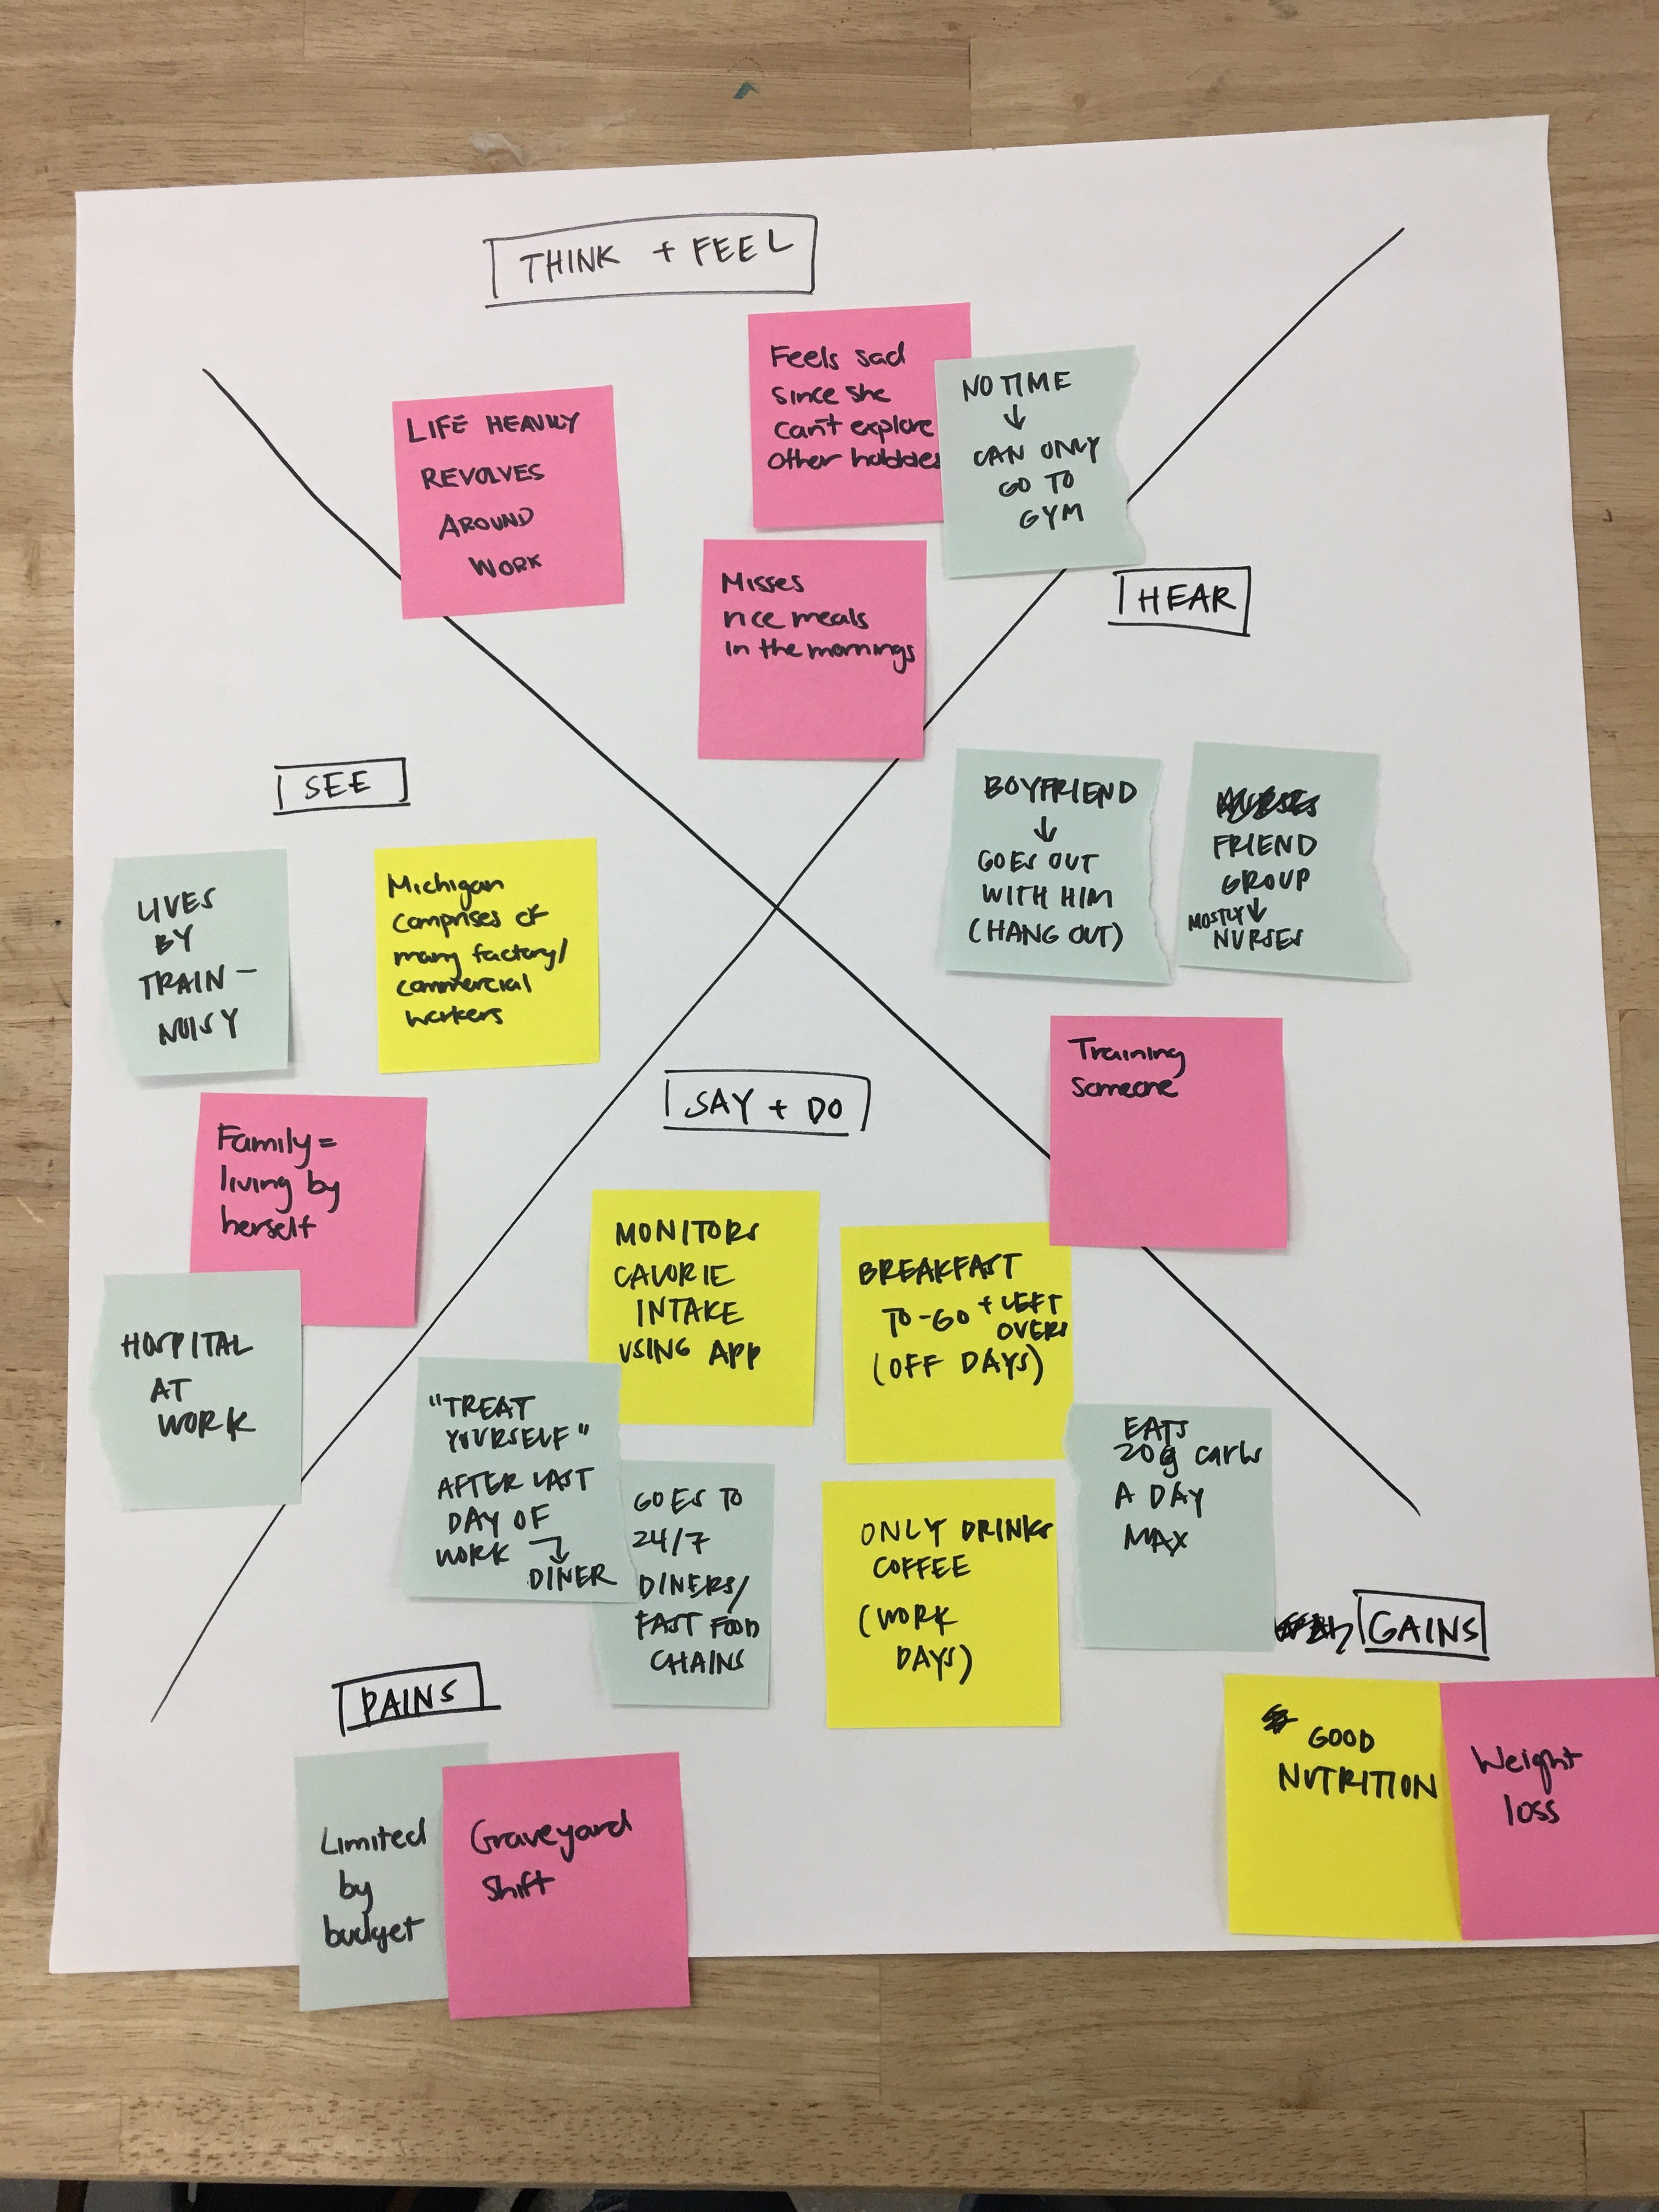 THINK + FEEL
LIFE HEAVILY
REVOLVES
AROUND
WORK
Feels sad
since she
can't explore
other hobbies
NO TIME
↓
CAN ONLY
GO TO
GYM
Misses
nice meals
in the mornings
HEAR
BOYFRIEND
↓
GOES OUT
WITH HIM
(HANG OUT)
FRIEND
GROUP
MOSTLY ↓
NURSES
Training
someone
SEE
LIVES
BY
TRAIN –
NOISY
Michigan
comprises of
many factory/
commercial
workers
Family =
living by
herself
HOSPITAL
AT
WORK
SAY + DO
MONITORS
CALORIE
INTAKE
USING APP
BREAKFAST
TO-GO + LEFT
OVERS
(OFF DAYS)
"TREAT
YOURSELF"
AFTER LAST
DAY OF
WORK ↴
DINER
GOES TO
24/7
DINERS/
FAST FOOD
CHAINS
ONLY DRINKS
COFFEE
(WORK
DAYS)
EATS
20g carbs
A DAY
MAX
PAINS
Limited
by
budget
Graveyard
shift
GAINS
GOOD
NUTRITION
Weight
loss